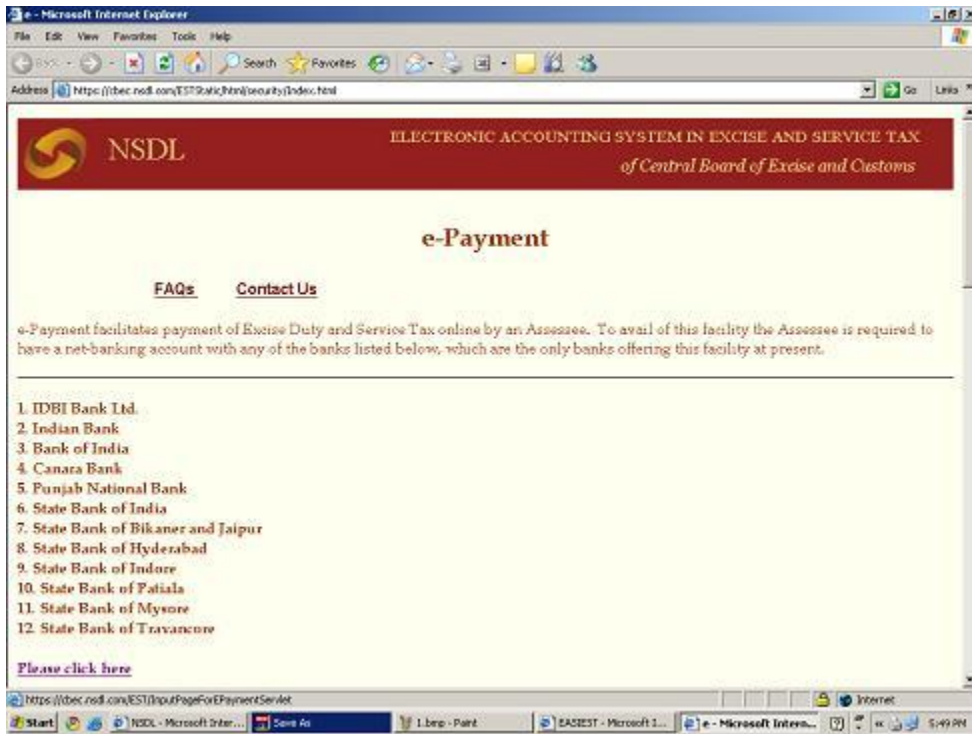 e - Microsoft Internet Explorer
File Edit View Favorites Tools Help
Back Search Favorites
Address https://cbec.nsdl.com/ESTStatic/html/security/index.html Go Links
NSDL
ELECTRONIC ACCOUNTING SYSTEM IN EXCISE AND SERVICE TAX
of Central Board of Excise and Customs
e-Payment
FAQs Contact Us
e-Payment facilitates payment of Excise Duty and Service Tax online by an Assessee. To avail of this facility the Assessee is required to
have a net-banking account with any of the banks listed below, which are the only banks offering this facility at present.
1. IDBI Bank Ltd.
2. Indian Bank
3. Bank of India
4. Canara Bank
5. Punjab National Bank
6. State Bank of India
7. State Bank of Bikaner and Jaipur
8. State Bank of Hyderabad
9. State Bank of Indore
10. State Bank of Patiala
11. State Bank of Mysore
12. State Bank of Travancore
Please click here
https://cbec.nsdl.com/EST/InputPageForEPaymentServlet Internet
Start NSDL - Microsoft Inter... Save As 1.bmp - Paint EASIEST - Microsoft I... e - Microsoft Intern... 5:49 PM